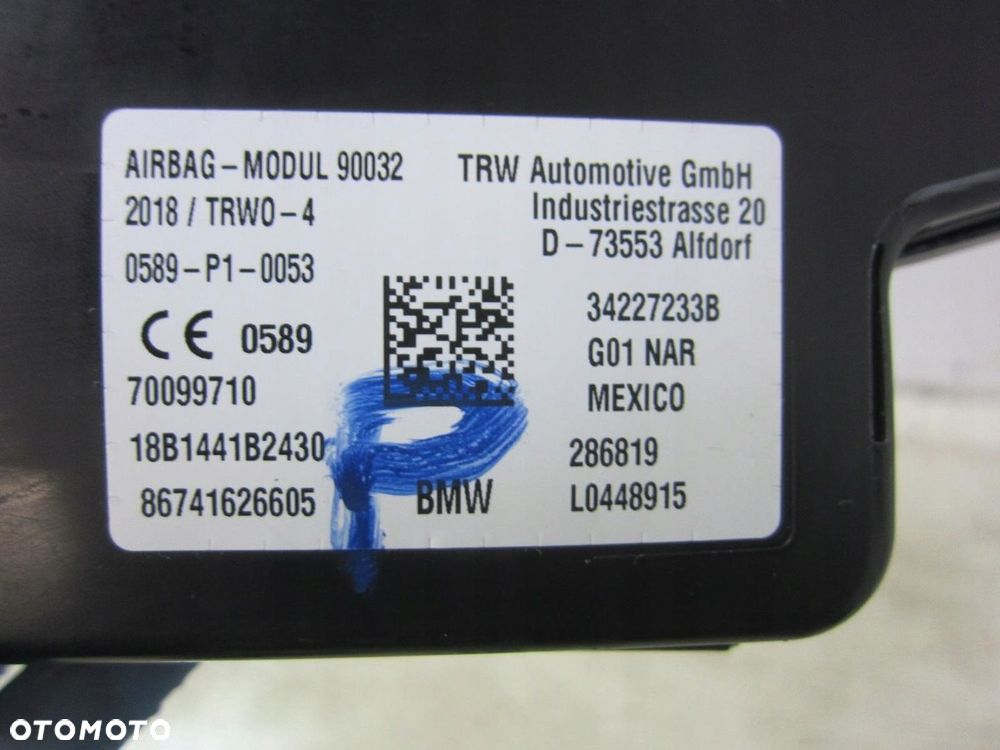 AIRBAG-MODUL 90032
2018 / TRWO-4
0589-P1-0053
CE 0589
70099710
18B1441B2430
86741626605
TRW Automotive GmbH
Industriestrasse 20
D-73553 Alfdorf
34227233B
G01 NAR
MEXICO
286819
BMW
L0448915
P
OTOMOTO